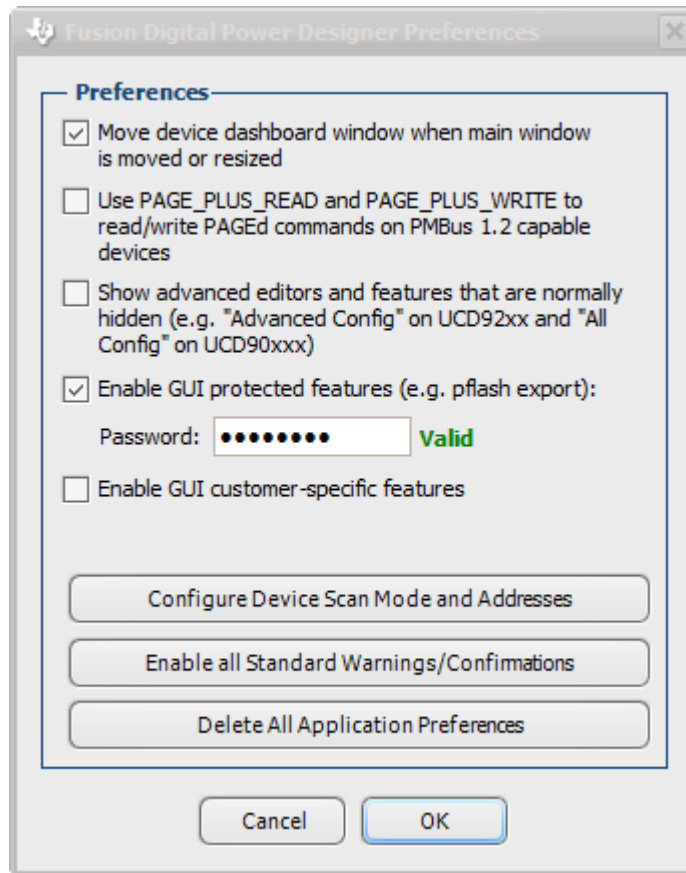 Fusion Digital Power Designer Preferences
Preferences
Move device dashboard window when main window
is moved or resized
Use PAGE_PLUS_READ and PAGE_PLUS_WRITE to
read/write PAGEd commands on PMBus 1.2 capable
devices
Show advanced editors and features that are normally
hidden (e.g. "Advanced Config" on UCD92xx and "All
Config" on UCD90xxx)
Enable GUI protected features (e.g. pflash export):
Password: ●●●●●●●● Valid
Enable GUI customer-specific features
Configure Device Scan Mode and Addresses
Enable all Standard Warnings/Confirmations
Delete All Application Preferences
Cancel OK